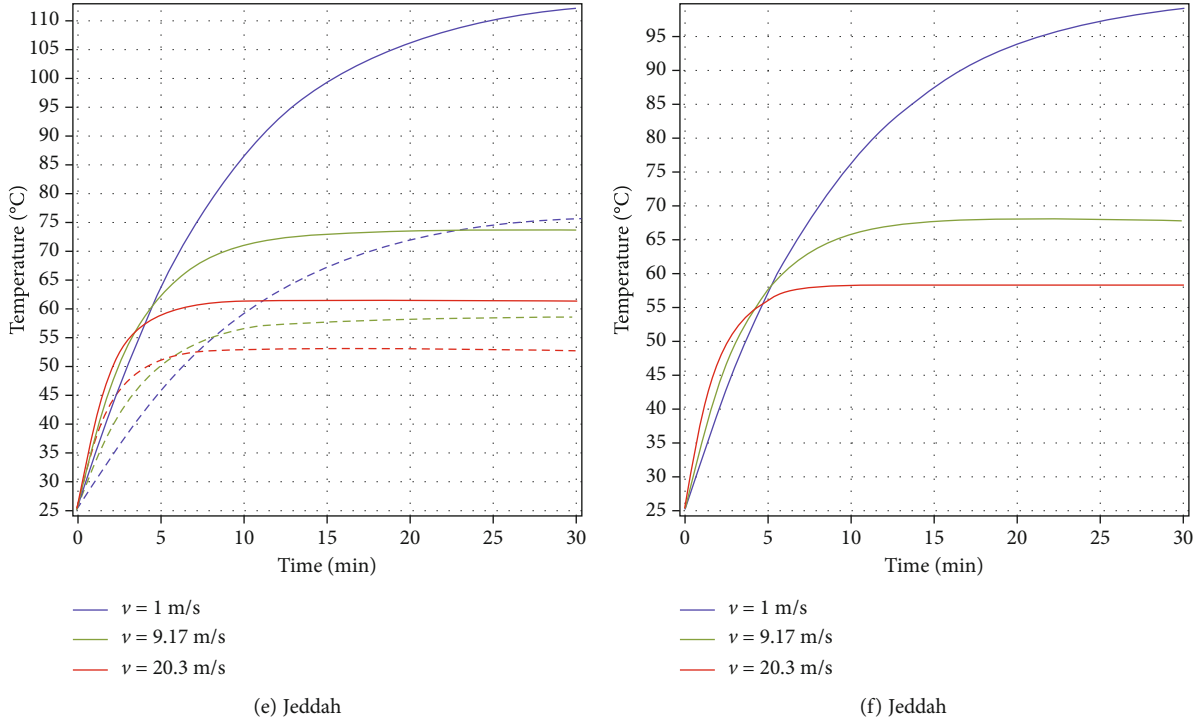 110
105
100
95
90
85
80
75
70
65
60
55
50
45
40
35
30
25
Temperature (°C)
0 5 10 15 20 25 30
Time (min)
v = 1 m/s
v = 9.17 m/s
v = 20.3 m/s
(e) Jeddah
95
90
85
80
75
70
65
60
55
50
45
40
35
30
25
Temperature (°C)
0 5 10 15 20 25 30
Time (min)
v = 1 m/s
v = 9.17 m/s
v = 20.3 m/s
(f) Jeddah